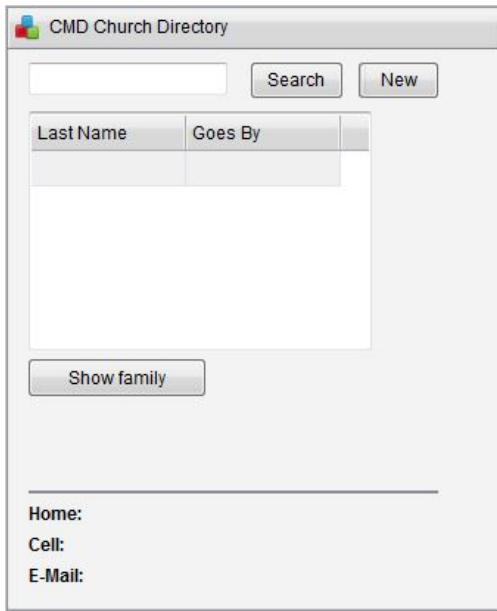 CMD Church Directory
Search New
Last Name Goes By
Show family
Home:
Cell:
E-Mail: